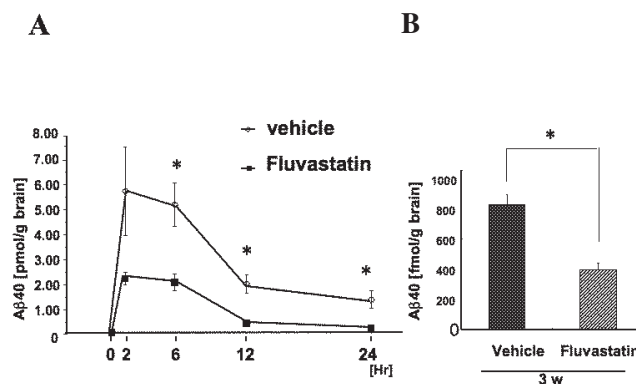 A
B
8.00
7.00
6.00
5.00
4.00
3.00
2.00
1.00
0
Aβ40 [pmol/g brain]
vehicle
Fluvastatin
*
*
*
0 2 6 12 24
[Hr]
*
1000
800
600
400
200
0
Aβ40 [fmol/g brain]
Vehicle Fluvastatin
3 w